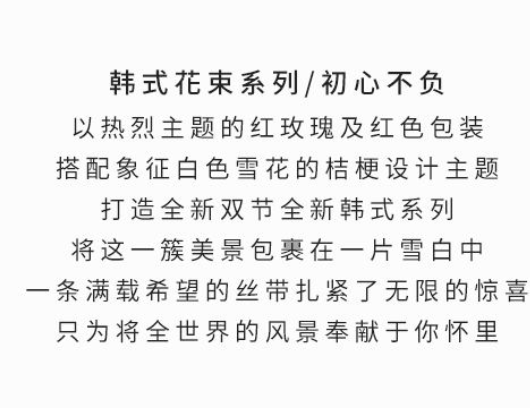 韩式花束系列/初心不负
以热烈主题的红玫瑰及红色包装
搭配象征白色雪花的桔梗设计主题
打造全新双节全新韩式系列
将这一簇美景包裹在一片雪白中
一条满载希望的丝带扎紧了无限的惊喜
只为将全世界的风景奉献于你怀里